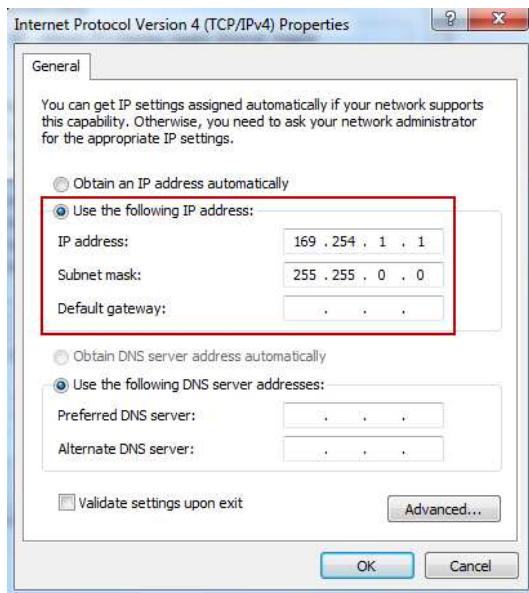 Internet Protocol Version 4 (TCP/IPv4) Properties
General
You can get IP settings assigned automatically if your network supports
this capability. Otherwise, you need to ask your network administrator
for the appropriate IP settings.
Obtain an IP address automatically
Use the following IP address:
IP address: 169 . 254 . 1 . 1
Subnet mask: 255 . 255 . 0 . 0
Default gateway: . . .
Obtain DNS server address automatically
Use the following DNS server addresses:
Preferred DNS server: . . .
Alternate DNS server: . . .
Validate settings upon exit
Advanced...
OK Cancel